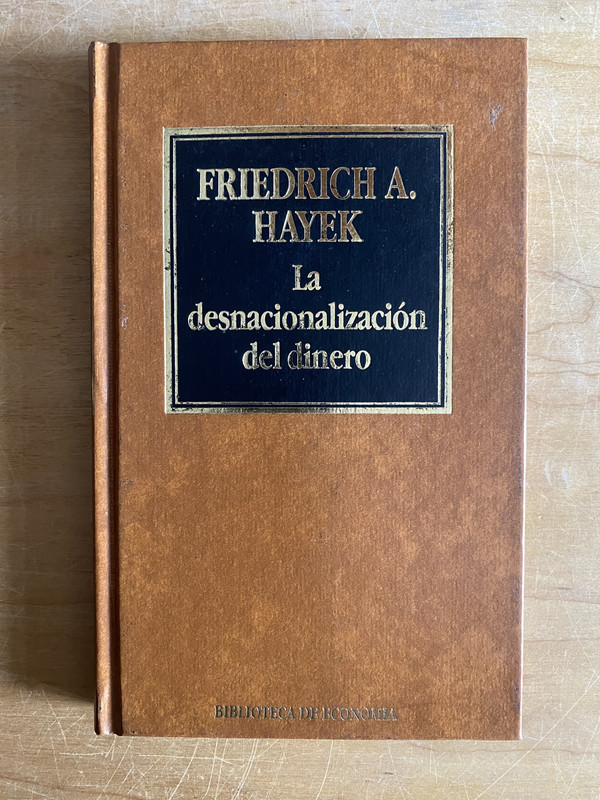 FRIEDRICH A.
HAYEK
La
desnacionalización
del dinero
BIBLIOTECA DE ECONOMIA